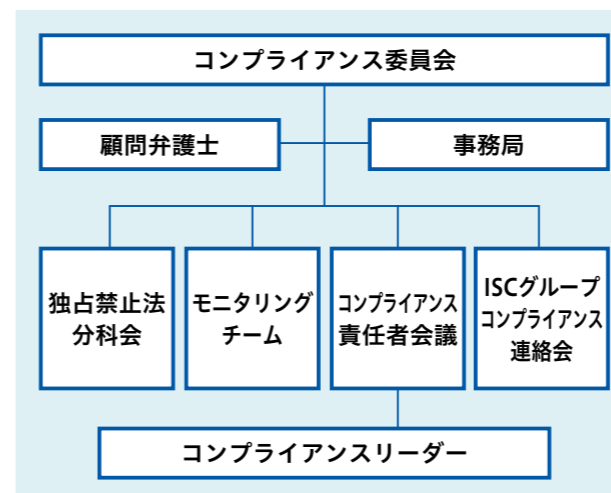 コンプライアンス委員会
顧問弁護士
事務局
独占禁止法
分科会
モニタリング
チーム
コンプライアンス
責任者会議
ISCグループ
コンプライアンス
連絡会
コンプライアンスリーダー